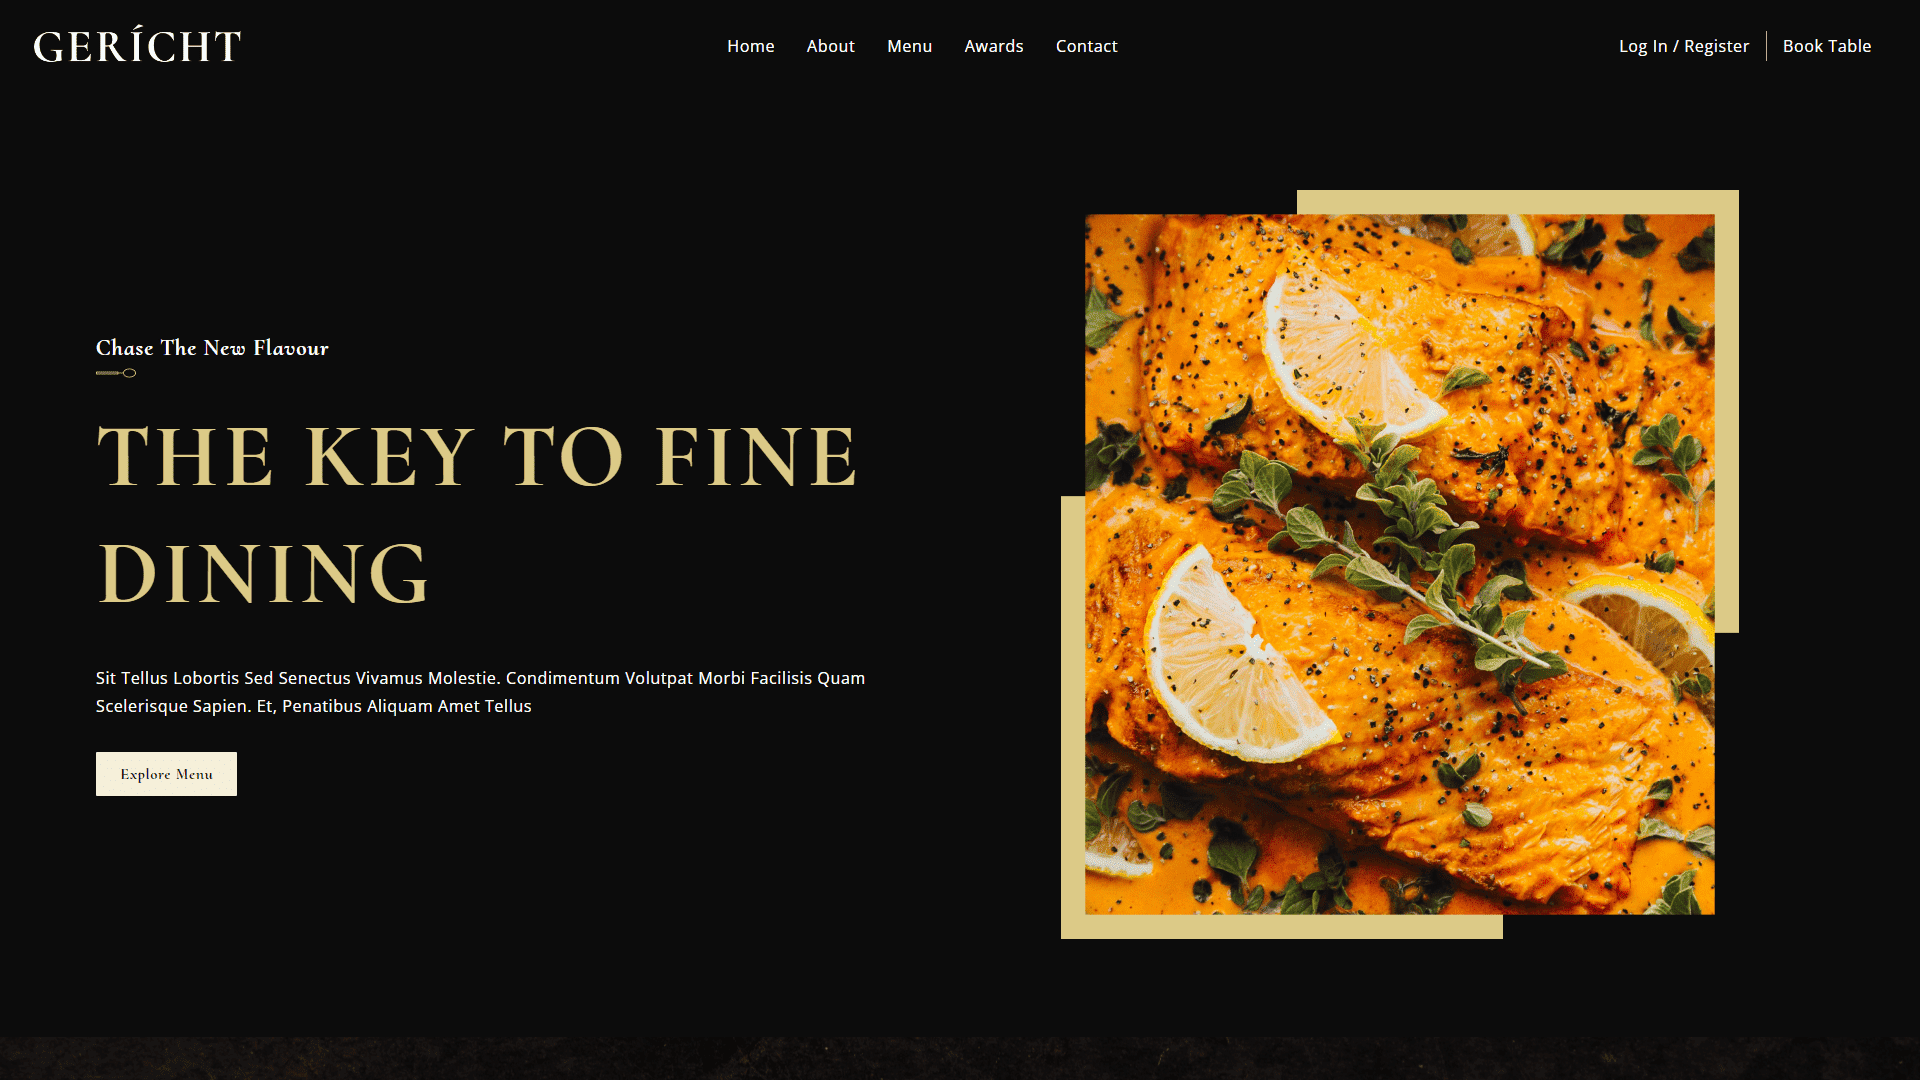 GERÍCHT
Home About Menu Awards Contact
Log In / Register Book Table
Chase The New Flavour
THE KEY TO FINE
DINING
Sit Tellus Lobortis Sed Senectus Vivamus Molestie. Condimentum Volutpat Morbi Facilisis Quam
Scelerisque Sapien. Et, Penatibus Aliquam Amet Tellus
Explore Menu